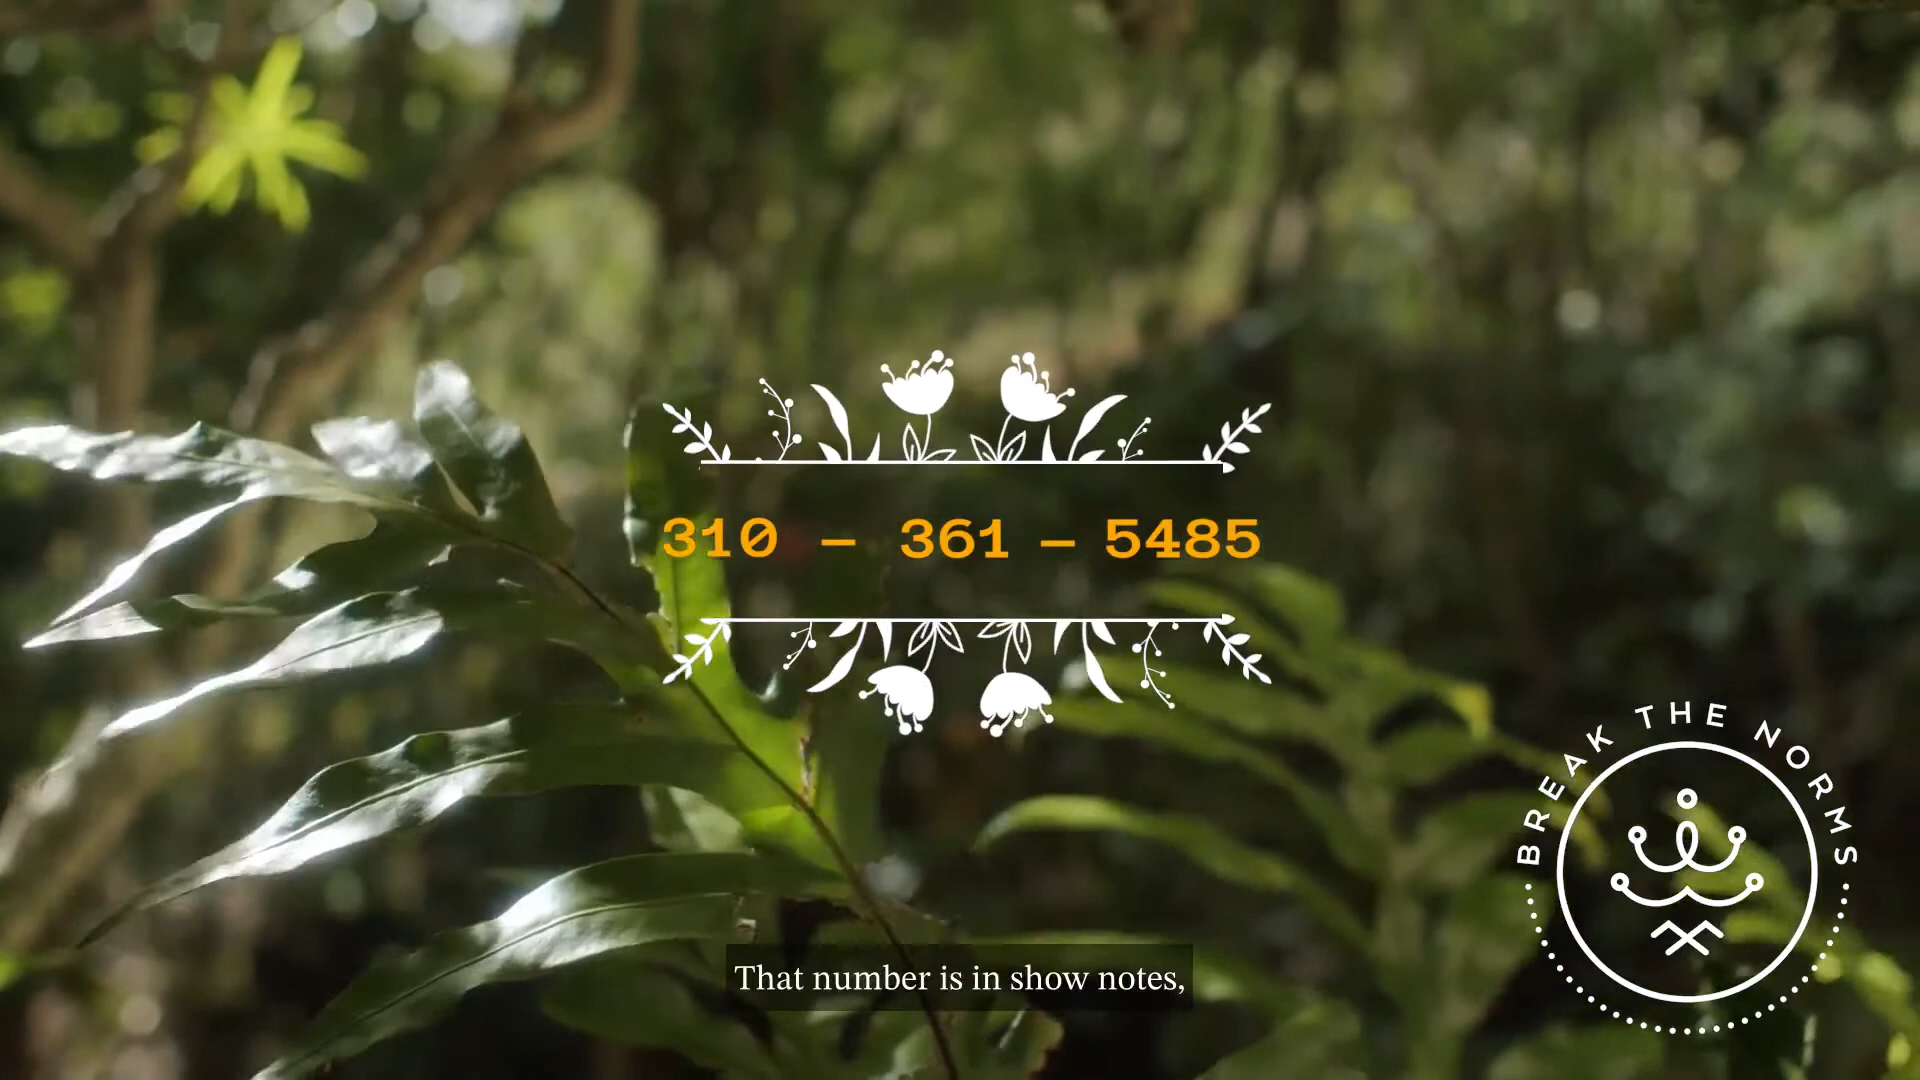 310 – 361 – 5485
BREAK THE NORMS
That number is in show notes,